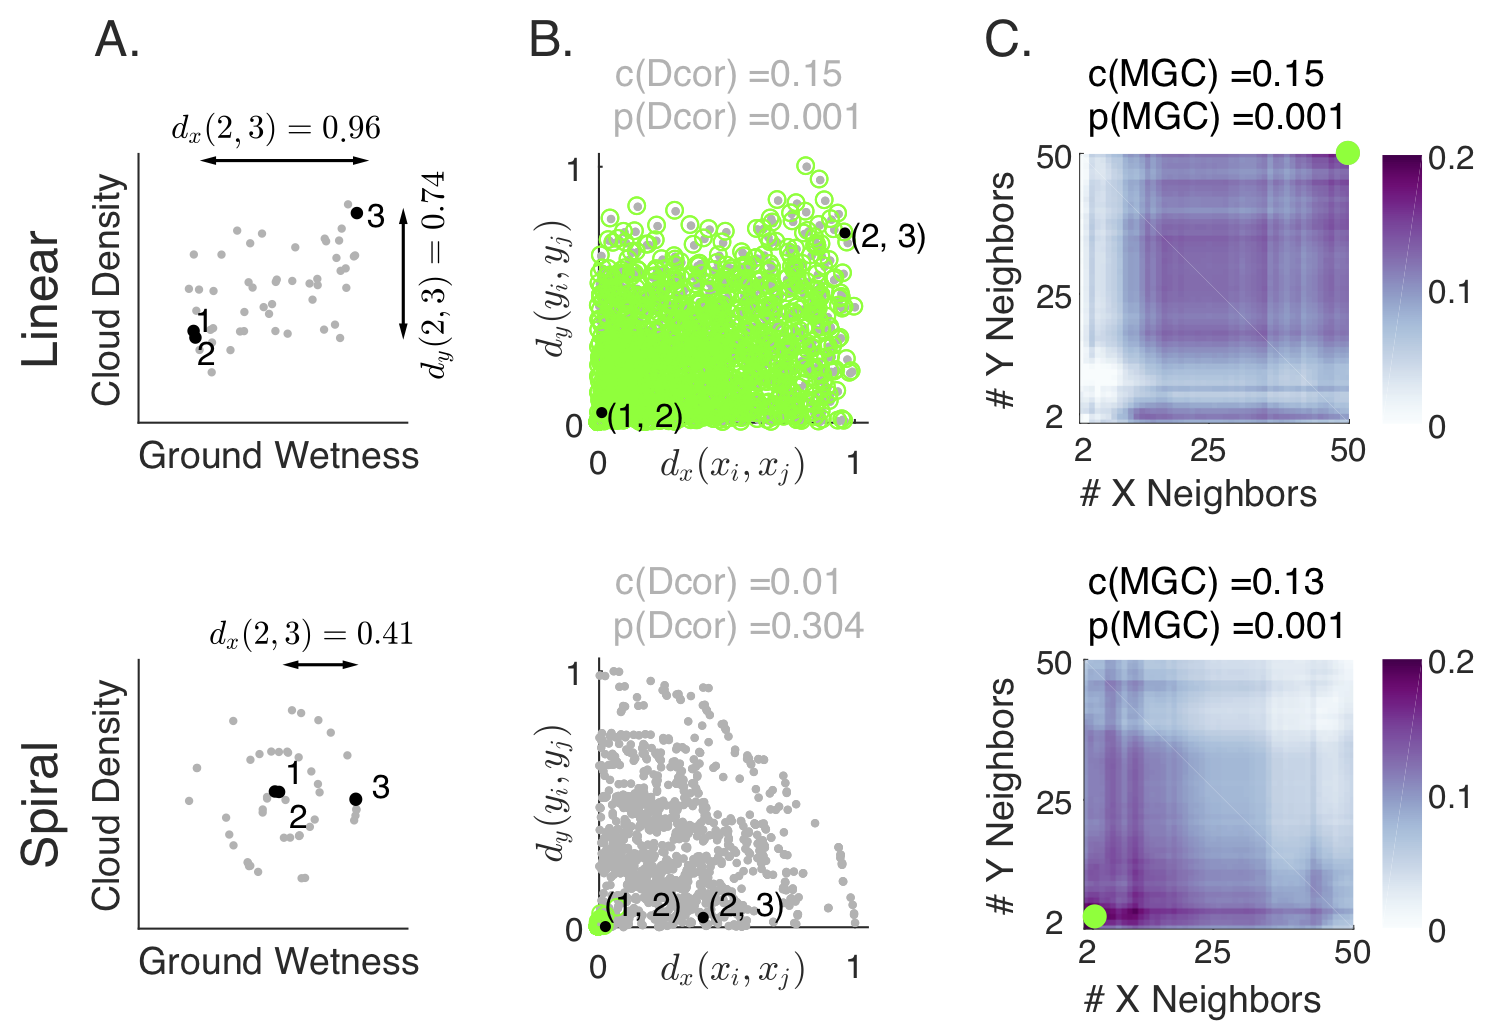 A.
B.
C.
c(Dcor) =0.15
p(Dcor) =0.001
c(MGC) =0.15
p(MGC) =0.001
Linear
Cloud Density
d_x(2, 3) = 0.96
d_y(2, 3) = 0.74
3
1
2
Ground Wetness
d_y(y_i, y_j)
1
0
(2, 3)
(1, 2)
0
1
d_x(x_i, x_j)
# Y Neighbors
50
25
2
2
25
50
# X Neighbors
0.2
0.1
0
c(Dcor) =0.01
p(Dcor) =0.304
c(MGC) =0.13
p(MGC) =0.001
Spiral
Cloud Density
d_x(2, 3) = 0.41
1
2
3
Ground Wetness
d_y(y_i, y_j)
1
0
(1, 2)
(2, 3)
0
1
d_x(x_i, x_j)
# Y Neighbors
50
25
2
2
25
50
# X Neighbors
0.2
0.1
0